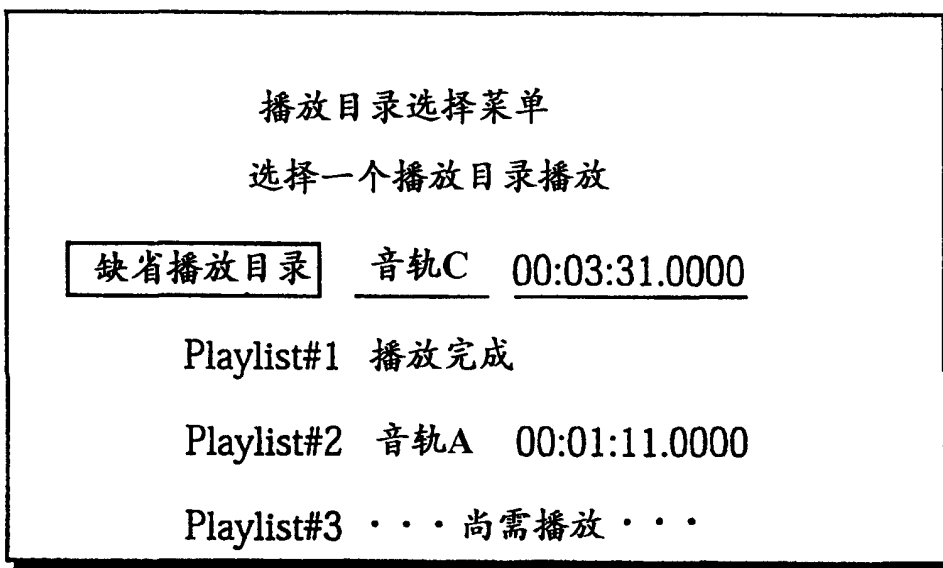 播放目录选择菜单
选择一个播放目录播放
缺省播放目录 音轨C 00:03:31.0000
Playlist#1 播放完成
Playlist#2 音轨A 00:01:11.0000
Playlist#3 ···尚需播放···